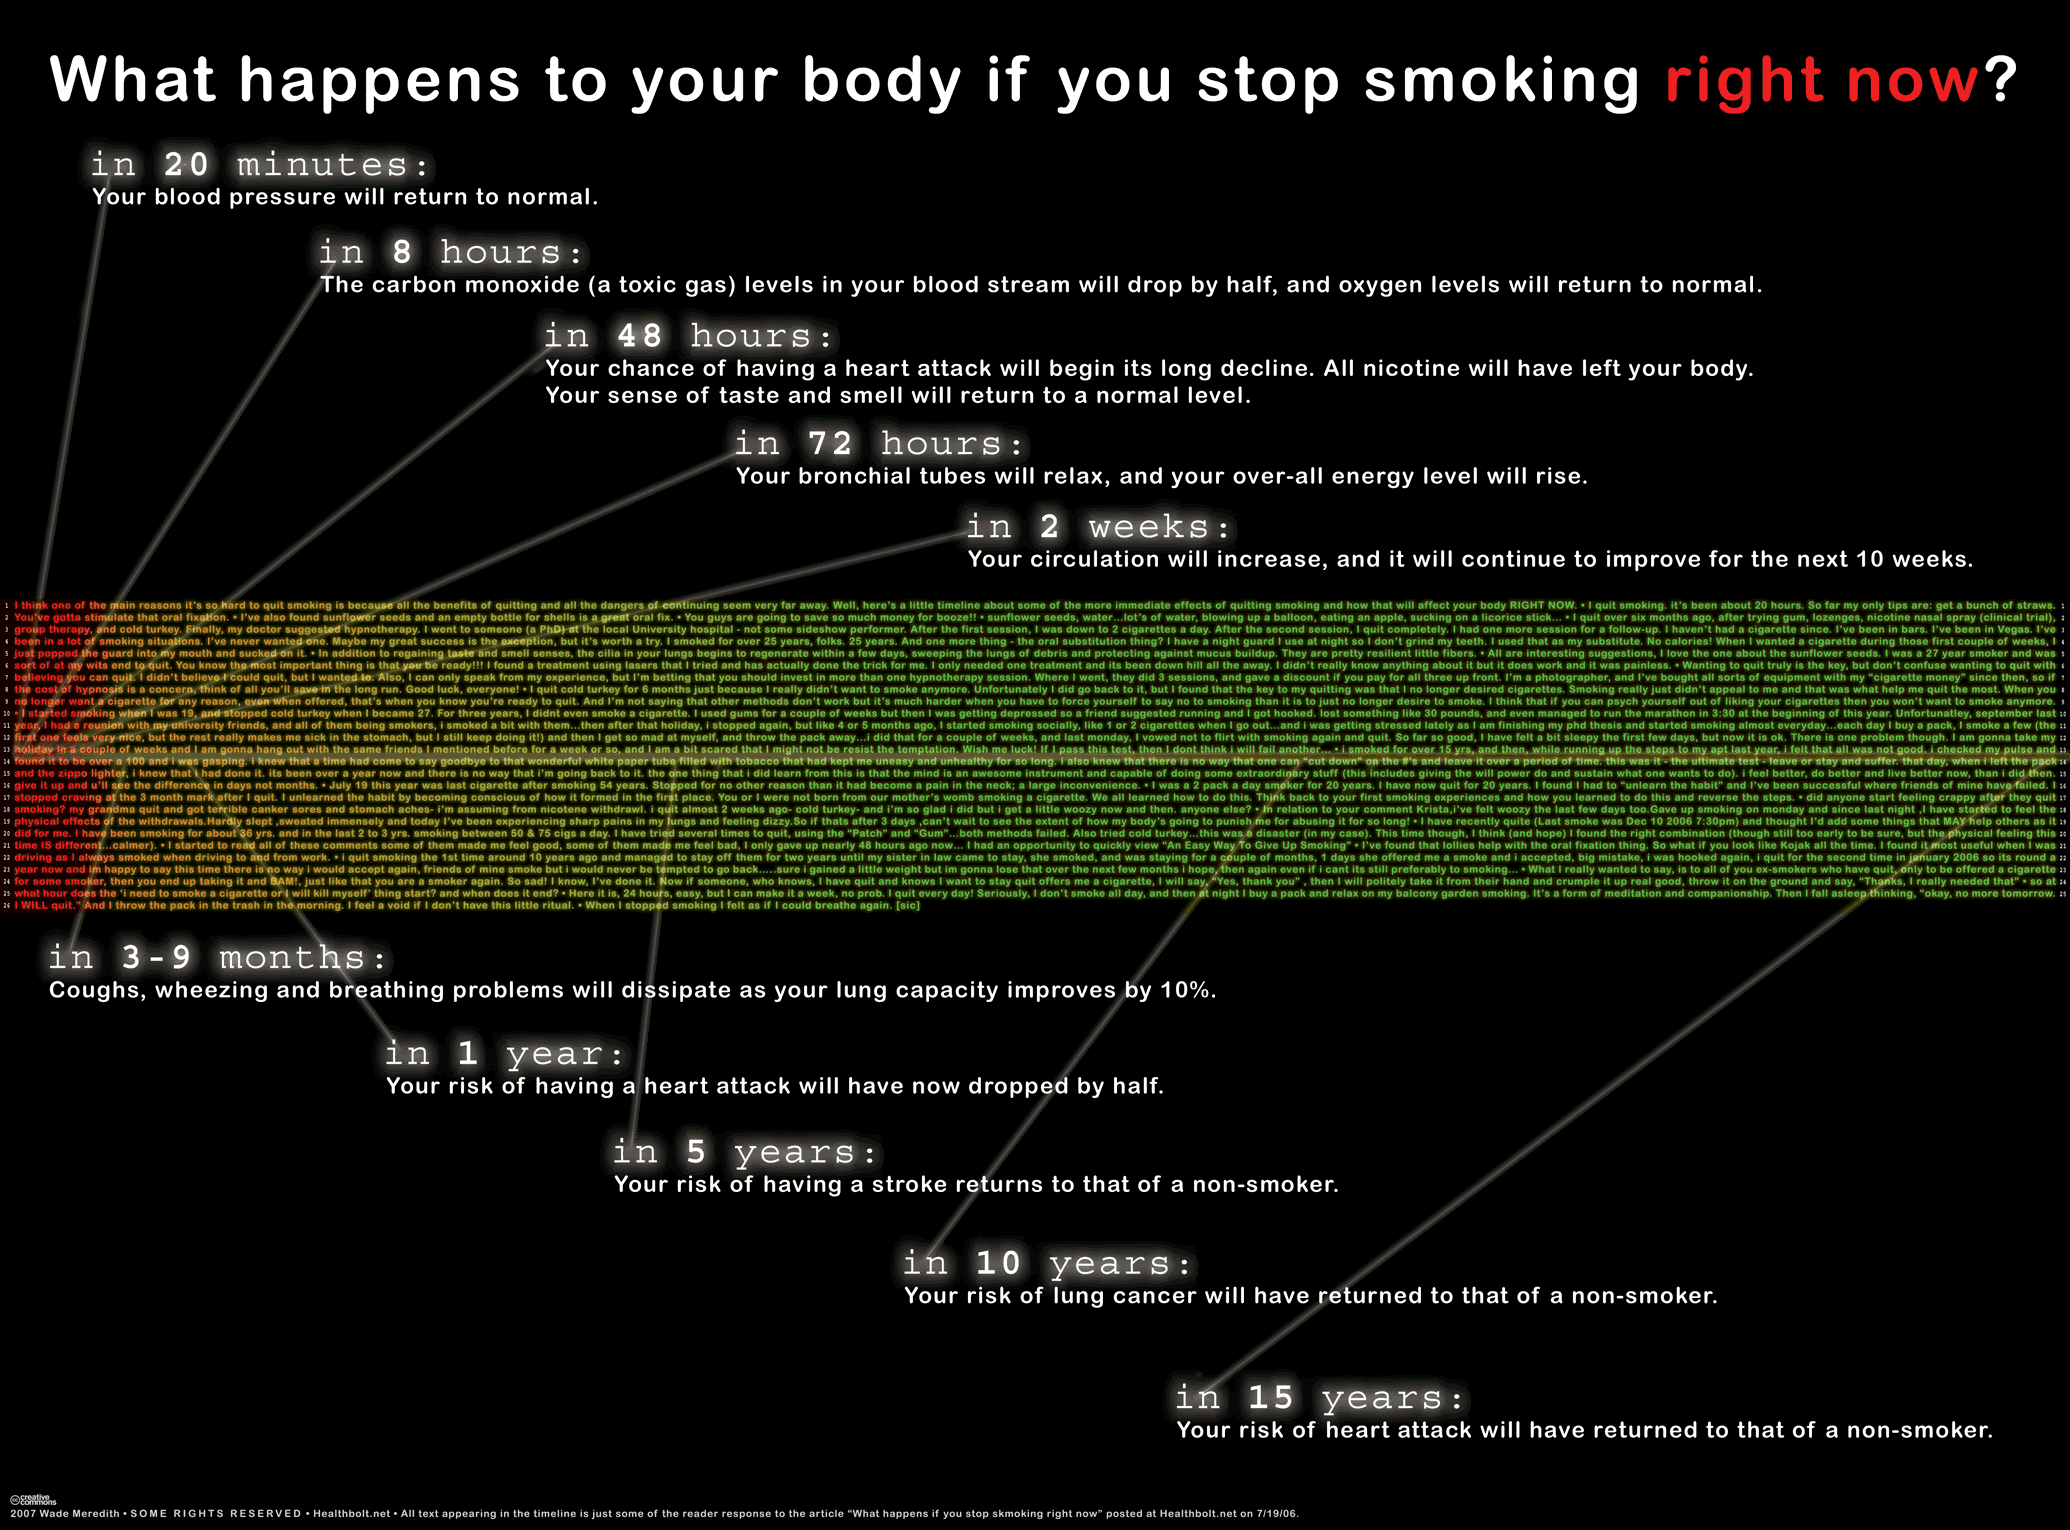 What happens to your body if you stop smoking right now?
in 20 minutes:
Your blood pressure will return to normal.
in 8 hours:
The carbon monoxide (a toxic gas) levels in your blood stream will drop by half, and oxygen levels will return to normal.
in 48 hours:
Your chance of having a heart attack will begin its long decline. All nicotine will have left your body.
Your sense of taste and smell will return to a normal level.
in 72 hours:
Your bronchial tubes will relax, and your over-all energy level will rise.
in 2 weeks:
Your circulation will increase, and it will continue to improve for the next 10 weeks.
1 I think one of the main reasons it's so hard to quit smoking is because all the benefits of quitting and all the dangers of continuing seem very far away. Well, here's a little timeline about some of the more immediate effects of quitting smoking and how that will affect your body RIGHT NOW. • I quit smoking. it's been about 20 hours. So far my only tips are: get a bunch of straws. 1
2 You've gotta stimulate that oral fixation. • I've also found sunflower seeds and an empty bottle for shells is a great oral fix. • You guys are going to save so much money for booze!! • sunflower seeds, water...lot's of water, blowing up a balloon, eating an apple, sucking on a licorice stick... • I quit over six months ago, after trying gum, lozenges, nicotine nasal spray (clinical trial), 2
3 group therapy, and cold turkey. Finally, my doctor suggested hypnotherapy. I went to someone (a PhD) at the local University hospital - not some sideshow performer. After the first session, I was down to 2 cigarettes a day. After the second session, I quit completely. I had one more session for a follow-up. I haven't had a cigarette since. I've been in bars. I've been in Vegas. I've 3
4 been in a lot of smoking situations. I've never wanted one. Maybe my great success is the exception, but it's worth a try. I smoked for over 25 years, folks. 25 years. And one more thing - the oral substitution thing? I have a night guard I use at night so I don't grind my teeth. I used that as my substitute. No calories! When I wanted a cigarette during those first couple of weeks, I 4
5 just popped the guard into my mouth and sucked on it. • In addition to regaining taste and smell senses, the cilia in your lungs begins to regenerate within a few days, sweeping the lungs of debris and protecting against mucus buildup. They are pretty resilient little fibers. • All are interesting suggestions, I love the one about the sunflower seeds. I was a 27 year smoker and was 5
6 sort of at my wits end to quit. You know the most important thing is that you be ready!!! I found a treatment using lasers that I tried and has actually done the trick for me. I only needed one treatment and its been down hill all the away. I didn't really know anything about it but it does work and it was painless. • Wanting to quit truly is the key, but don't confuse wanting to quit with 6
7 believing you can quit. I didn't believe I could quit, but I wanted to. Also, I can only speak from my experience, but I'm betting that you should invest in more than one hypnotherapy session. Where I went, they did 3 sessions, and gave a discount if you pay for all three up front. I'm a photographer, and I've bought all sorts of equipment with my "cigarette money" since then, so if 7
8 the cost of hypnosis is a concern, think of all you'll save in the long run. Good luck, everyone! • I quit cold turkey for 6 months just because I really didn't want to smoke anymore. Unfortunately I did go back to it, but I found that the key to my quitting was that I no longer desired cigarettes. Smoking really just didn't appeal to me and that was what help me quit the most. When you 8
9 no longer want a cigarette for any reason, even when offered, that's when you know you're ready to quit. And I'm not saying that other methods don't work but it's much harder when you have to force yourself to say no to smoking than it is to just no longer desire to smoke. I think that if you can psych yourself out of liking your cigarettes then you won't want to smoke anymore. 9
10 • I started smoking when I was 19, and stopped cold turkey when I became 27. For three years, I didnt even smoke a cigarette. I used gums for a couple of weeks but then I was getting depressed so a friend suggested running and I got hooked. lost something like 30 pounds, and even managed to run the marathon in 3:30 at the beginning of this year. Unfortunatley, september last 10
11 year, I had a reunion with my university friends, and all of them being smokers, i smoked a bit with them...then after that holiday, i stopped again, but like 4 or 5 months ago, I started smoking socially, like 1 or 2 cigarettes when I go out...and i was getting stressed lately as I am finishing my phd thesis and started smoking almost everyday...each day I buy a pack, I smoke a few (the 11
12 first one feels very nice, but the rest really makes me sick in the stomach, but I still keep doing it!) and then I get so mad at myself, and throw the pack away...i did that for a couple of weeks, and last monday, I vowed not to flirt with smoking again and quit. So far so good, I have felt a bit sleepy the first few days, but now it is ok. There is one problem though. I am gonna take my 12
13 holiday in a couple of weeks and I am gonna hang out with the same friends I mentioned before for a week or so, and I am a bit scared that I might not be resist the temptation. Wish me luck! If I pass this test, then I dont think i will fail another... • i smoked for over 15 yrs, and then, while running up the steps to my apt last year, i felt that all was not good. i checked my pulse and 13
14 found it to be over a 100 and i was gasping. i knew that a time had come to say goodbye to that wonderful white paper tube filled with tobacco that had kept me uneasy and unhealthy for so long. I also knew that there is no way that one can "cut down" on the #'s and leave it over a period of time. this was it - the ultimate test - leave or stay and suffer. that day, when i left the pack 14
15 and the zippo lighter, i knew that i had done it. its been over a year now and there is no way that i'm going back to it. the one thing that i did learn from this is that the mind is an awesome instrument and capable of doing some extraordinary stuff (this includes giving the will power do and sustain what one wants to do). i feel better, do better and live better now, than i did then. 15
16 give it up and u'll see the difference in days not months. • July 19 this year was last cigarette after smoking 54 years. Stopped for no other reason than it had become a pain in the neck; a large inconvenience. • I was a 2 pack a day smoker for 20 years. I have now quit for 20 years. I found I had to "unlearn the habit" and I've been successful where friends of mine have failed. I 16
17 stopped craving at the 3 month mark after I quit. I unlearned the habit by becoming conscious of how it formed in the first place. You or I were not born from our mother's womb smoking a cigarette. We all learned how to do this. Think back to your first smoking experiences and how you learned to do this and reverse the steps. • did anyone start feeling crappy after they quit 17
18 smoking? my grandma quit and got terrible canker sores and stomach aches- i'm assuming from nicotene withdrawl. i quit almost 2 weeks ago- cold turkey- and i'm so glad i did but i get a little woozy now and then. anyone else? • In relation to your comment Krista,i've felt woozy the last few days too.Gave up smoking on monday and since last night ,I have started to feel the 18
19 physical effects of the withdrawals.Hardly slept ,sweated immensely and today I've been experiencing sharp pains in my lungs and feeling dizzy.So if thats after 3 days ,can't wait to see the extent of how my body's going to punish me for abusing it for so long! • I have recently quite (Last smoke was Dec 10 2006 7:30pm) and thought I'd add some things that MAY help others as it 19
20 did for me. I have been smoking for about 36 yrs. and in the last 2 to 3 yrs. smoking between 50 & 75 cigs a day. I have tried several times to quit, using the "Patch" and "Gum"...both methods failed. Also tried cold turkey...this was a disaster (in my case). This time though, I think (and hope) I found the right combination (though still too early to be sure, but the physical feeling this 20
21 time IS different...calmer). • I started to read all of these comments some of them made me feel good, some of them made me feel bad, I only gave up nearly 48 hours ago now... I had an opportunity to quickly view "An Easy Way To Give Up Smoking" • I've found that lollies help with the oral fixation thing. So what if you look like Kojak all the time. I found it most useful when I was 21
22 driving as I always smoked when driving to and from work. • i quit smoking the 1st time around 10 years ago and managed to stay off them for two years until my sister in law came to stay, she smoked, and was staying for a couple of months, 1 days she offered me a smoke and i accepted, big mistake, i was hooked again, i quit for the second time in january 2006 so its round a 22
23 year now and im happy to say this time there is no way i would accept again, friends of mine smoke but i would never be tempted to go back.....sure i gained a little weight but im gonna lose that over the next few months i hope, then again even if i cant its still preferably to smoking... • What I really wanted to say, is to all of you ex-smokers who have quit, only to be offered a cigarette 23
24 for some smoker, then you end up taking it and BAM!, just like that you are a smoker again. So sad! I know, I've done it. Now if someone, who knows, I have quit and knows I want to stay quit offers me a cigarette, I will say, "Yes, thank you" , then I will politely take it from their hand and crumple it up real good, throw it on the ground and say, "Thanks, I really needed that" • so at 24
25 what hour does the 'i need to smoke a cigarette or I will kill myself' thing start? and when does it end? • Here it is, 24 hours, easy, but I can make it a week, no prob. I quit every day! Seriously, I don't smoke all day, and then at night I buy a pack and relax on my balcony garden smoking. It's a form of meditation and companionship. Then I fall asleep thinking, "okay, no more tomorrow. 25
26 I WILL quit." And I throw the pack in the trash in the morning. I feel a void if I don't have this little ritual. • When I stopped smoking I felt as if I could breathe again. [sic]
in 3-9 months:
Coughs, wheezing and breathing problems will dissipate as your lung capacity improves by 10%.
in 1 year:
Your risk of having a heart attack will have now dropped by half.
in 5 years:
Your risk of having a stroke returns to that of a non-smoker.
in 10 years:
Your risk of lung cancer will have returned to that of a non-smoker.
in 15 years:
Your risk of heart attack will have returned to that of a non-smoker.
cc creative commons
2007 Wade Meredith • SOME RIGHTS RESERVED • Healthbolt.net • All text appearing in the timeline is just some of the reader response to the article "What happens if you stop skmoking right now" posted at Healthbolt.net on 7/19/06.